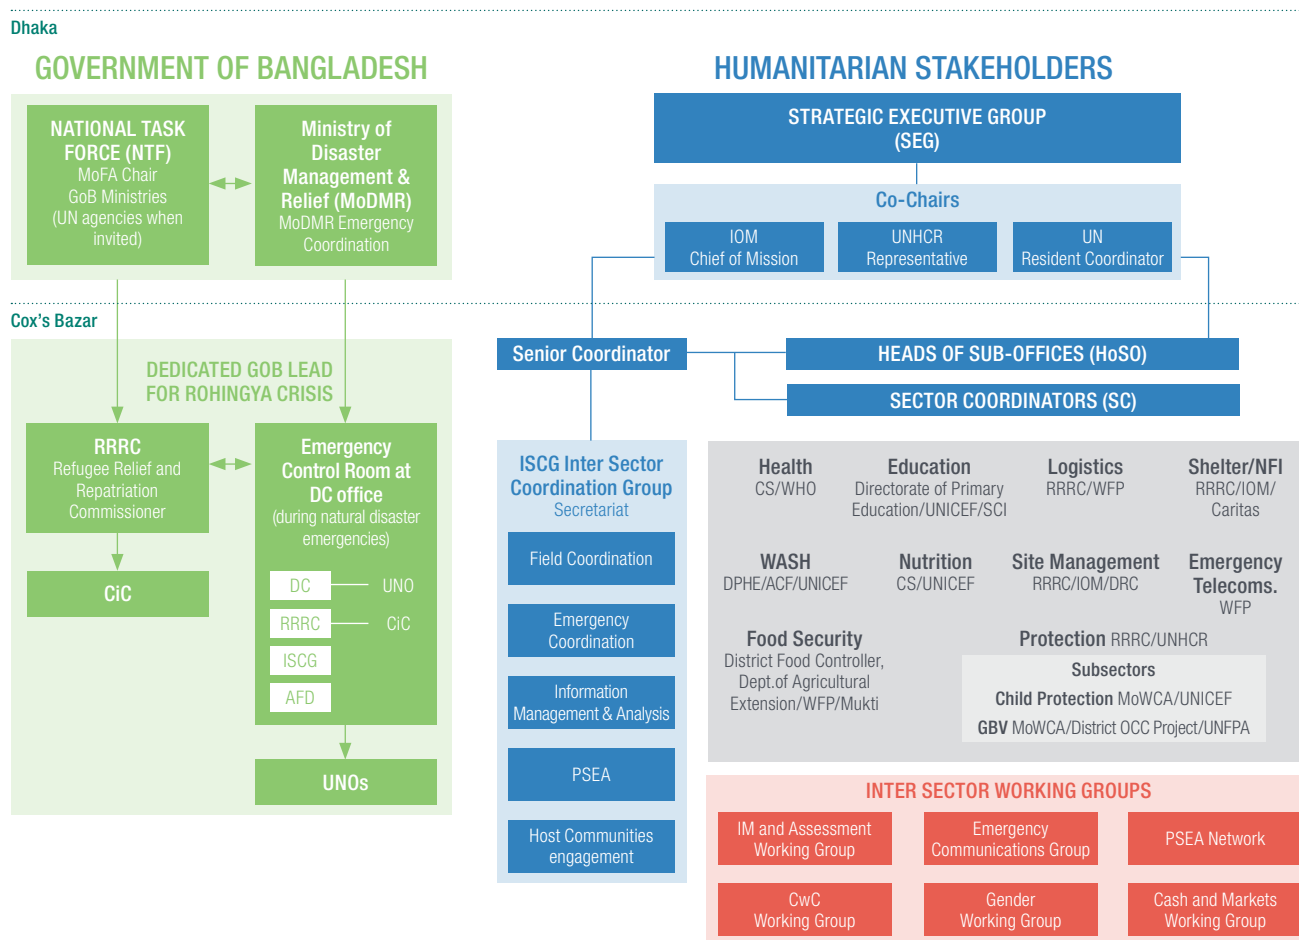 Dhaka
GOVERNMENT OF BANGLADESH
NATIONAL TASK
FORCE (NTF)
MoFA Chair
GoB Ministries
(UN agencies when
invited)
Ministry of
Disaster
Management &
Relief (MoDMR)
MoDMR Emergency
Coordination
HUMANITARIAN STAKEHOLDERS
STRATEGIC EXECUTIVE GROUP
(SEG)
Co-Chairs
IOM
Chief of Mission
UNHCR
Representative
UN
Resident Coordinator
Cox's Bazar
DEDICATED GOB LEAD
FOR ROHINGYA CRISIS
RRRC
Refugee Relief and
Repatriation
Commissioner
CiC
Emergency
Control Room at
DC office
(during natural disaster
emergencies)
DC UNO
RRRC CiC
ISCG
AFD
UNOs
Senior Coordinator
HEADS OF SUB-OFFICES (HoSO)
SECTOR COORDINATORS (SC)
ISCG Inter Sector
Coordination Group
Secretariat
Field Coordination
Emergency
Coordination
Information
Management & Analysis
PSEA
Host Communities
engagement
Health
CS/WHO
Education
Directorate of Primary
Education/UNICEF/SCI
Logistics
RRRC/WFP
Shelter/NFI
RRRC/IOM/
Caritas
WASH
DPHE/ACF/UNICEF
Nutrition
CS/UNICEF
Site Management
RRRC/IOM/DRC
Emergency
Telecoms.
WFP
Food Security
District Food Controller,
Dept.of Agricultural
Extension/WFP/Mukti
Protection RRRC/UNHCR
Subsectors
Child Protection MoWCA/UNICEF
GBV MoWCA/District OCC Project/UNFPA
INTER SECTOR WORKING GROUPS
IM and Assessment
Working Group
Emergency
Communications Group
PSEA Network
CwC
Working Group
Gender
Working Group
Cash and Markets
Working Group